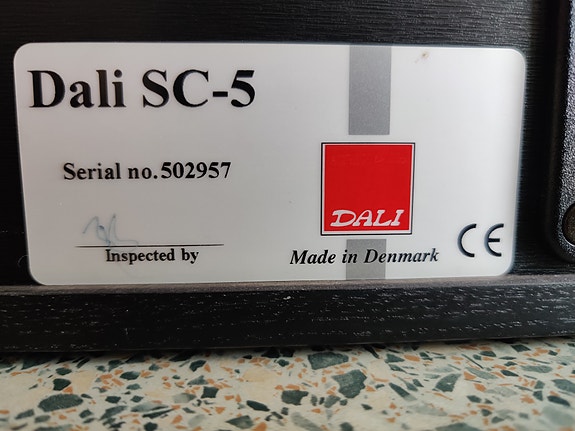 Dali SC-5
Serial no. 502957
DALI
Inspected by
Made in Denmark
CE